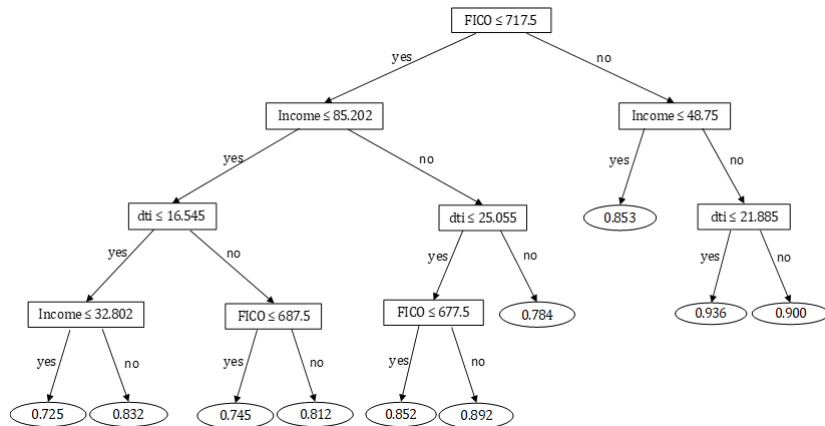 FICO ≤ 717.5
yes
no
Income ≤ 85.202
Income ≤ 48.75
yes
no
yes
no
dti ≤ 16.545
dti ≤ 25.055
0.853
dti ≤ 21.885
yes
no
yes
no
yes
no
Income ≤ 32.802
FICO ≤ 687.5
FICO ≤ 677.5
0.784
0.936
0.900
yes
no
yes
no
yes
no
0.725
0.832
0.745
0.812
0.852
0.892